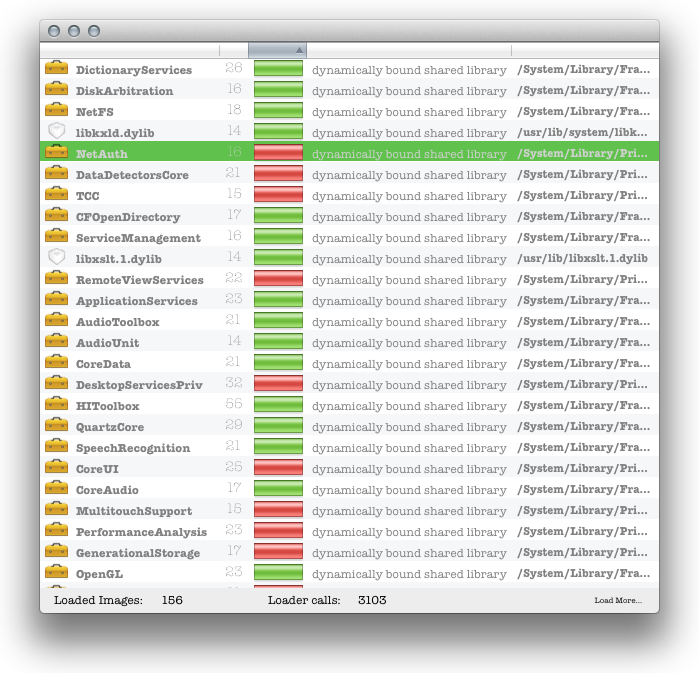 DictionaryServices 26 dynamically bound shared library /System/Library/Fra...
DiskArbitration 16 dynamically bound shared library /System/Library/Fra...
NetFS 18 dynamically bound shared library /System/Library/Fra...
libkxld.dylib 14 dynamically bound shared library /usr/lib/system/libk...
NetAuth 16 dynamically bound shared library /System/Library/Pri...
DataDetectorsCore 21 dynamically bound shared library /System/Library/Pri...
TCC 15 dynamically bound shared library /System/Library/Pri...
CFOpenDirectory 17 dynamically bound shared library /System/Library/Fra...
ServiceManagement 16 dynamically bound shared library /System/Library/Fra...
libxslt.1.dylib 14 dynamically bound shared library /usr/lib/libxslt.1.dylib
RemoteViewServices 22 dynamically bound shared library /System/Library/Pri...
ApplicationServices 23 dynamically bound shared library /System/Library/Fra...
AudioToolbox 21 dynamically bound shared library /System/Library/Fra...
AudioUnit 14 dynamically bound shared library /System/Library/Fra...
CoreData 21 dynamically bound shared library /System/Library/Fra...
DesktopServicesPriv 32 dynamically bound shared library /System/Library/Pri...
HIToolbox 55 dynamically bound shared library /System/Library/Fra...
QuartzCore 29 dynamically bound shared library /System/Library/Fra...
SpeechRecognition 21 dynamically bound shared library /System/Library/Fra...
CoreUI 25 dynamically bound shared library /System/Library/Pri...
CoreAudio 17 dynamically bound shared library /System/Library/Fra...
MultitouchSupport 15 dynamically bound shared library /System/Library/Pri...
PerformanceAnalysis 23 dynamically bound shared library /System/Library/Pri...
GenerationalStorage 17 dynamically bound shared library /System/Library/Pri...
OpenGL 23 dynamically bound shared library /System/Library/Fra...
Loaded Images: 156 Loader calls: 3103 Load More...